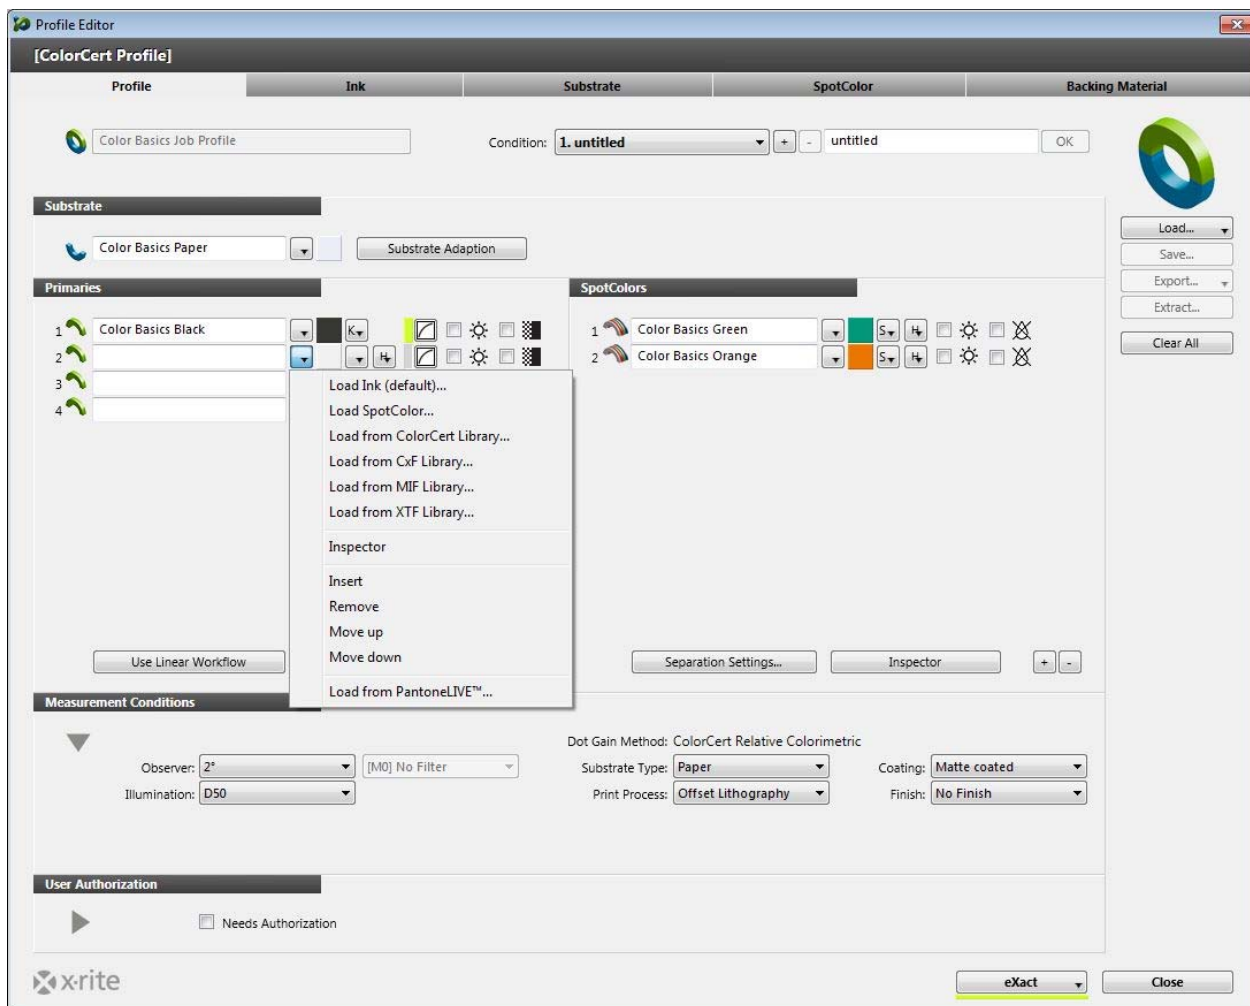 Profile Editor
[ColorCert Profile]
Profile Ink Substrate SpotColor Backing Material
Color Basics Job Profile Condition: 1. untitled + - untitled OK
Substrate
Color Basics Paper Substrate Adaption
Load...
Save...
Export...
Extract...
Clear All
Primaries
1 Color Basics Black K
2 H
3
4
Load Ink (default)...
Load SpotColor...
Load from ColorCert Library...
Load from CxF Library...
Load from MIF Library...
Load from XTF Library...
Inspector
Insert
Remove
Move up
Move down
Load from PantoneLIVE™...
Use Linear Workflow
SpotColors
1 Color Basics Green S H
2 Color Basics Orange S H
Separation Settings... Inspector + -
Measurement Conditions
Dot Gain Method: ColorCert Relative Colorimetric
Observer: 2° [M0] No Filter Substrate Type: Paper Coating: Matte coated
Illumination: D50 Print Process: Offset Lithography Finish: No Finish
User Authorization
Needs Authorization
x·rite eXact Close